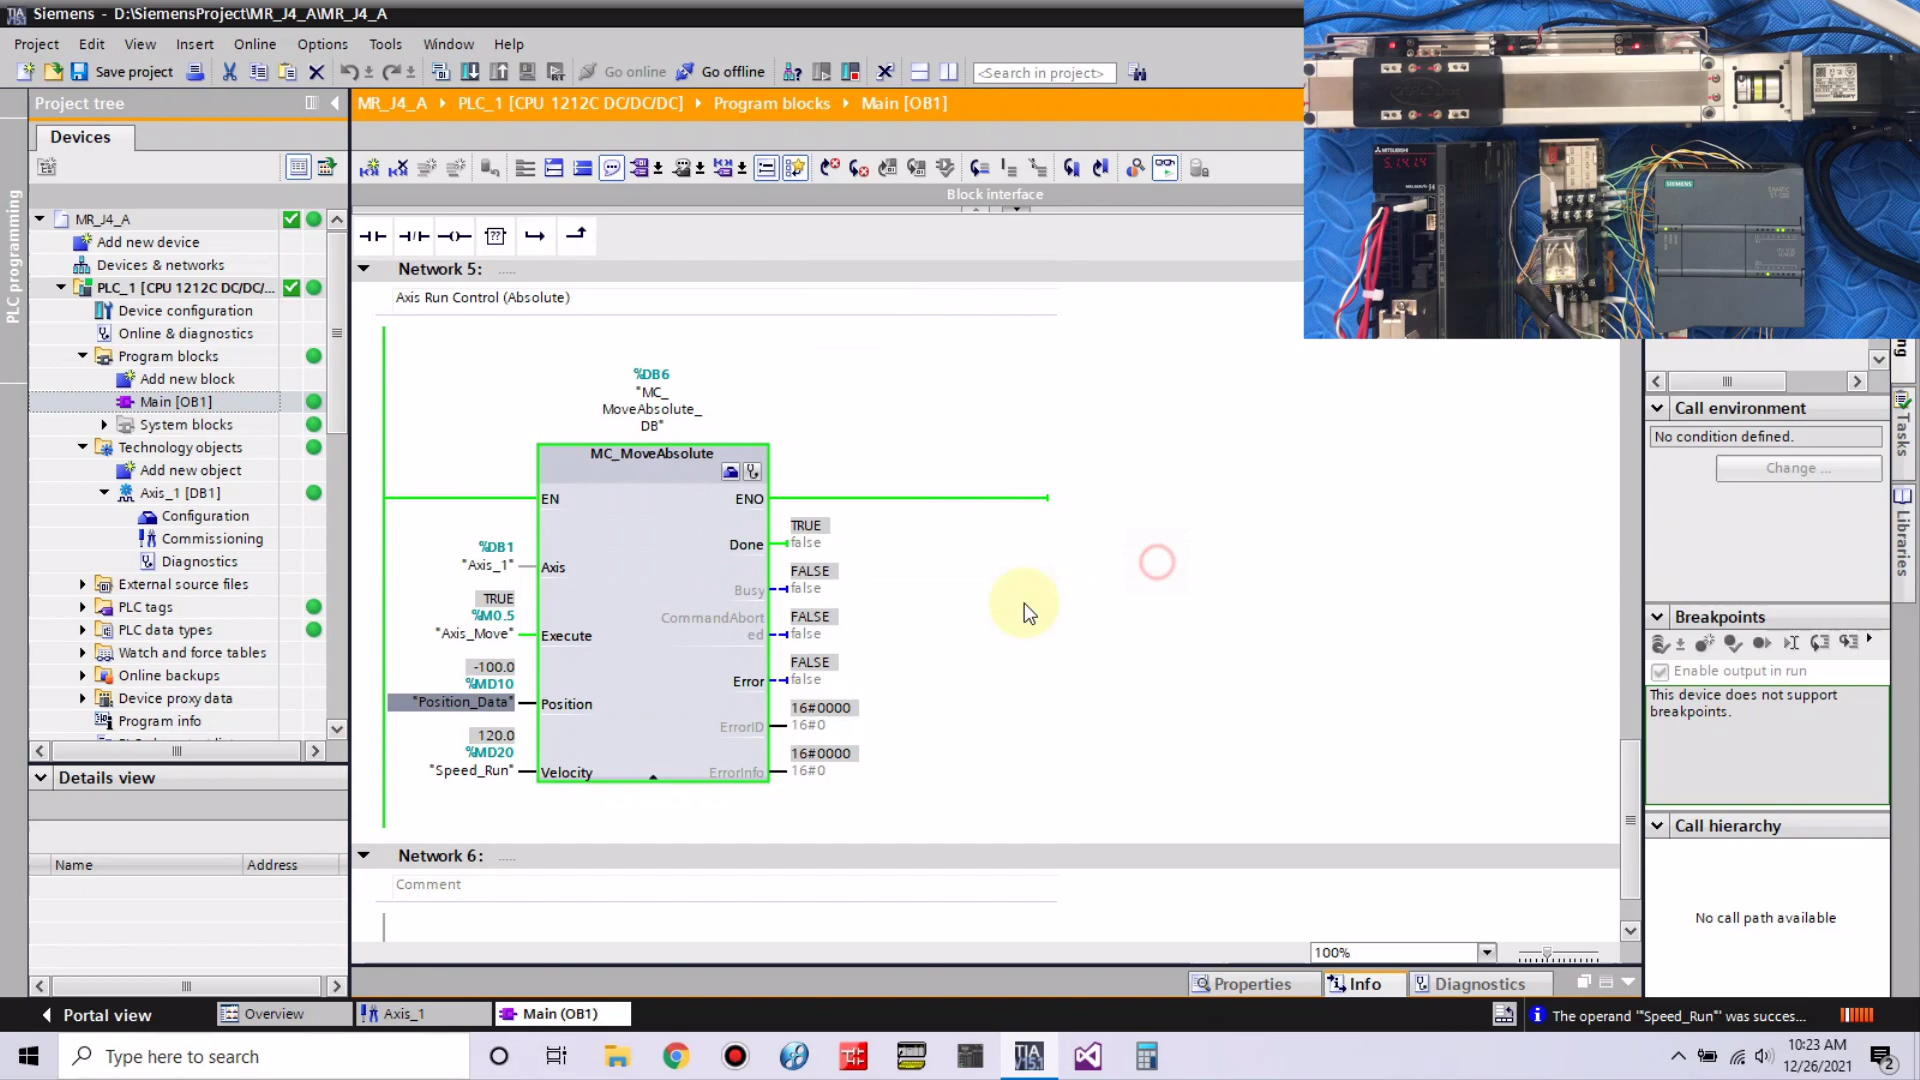 Siemens - D:\SiemensProject\MR_J4_A\MR_J4_A
Project Edit View Insert Online Options Tools Window Help
Save project
Go online
Go offline
<Search in project>
Project tree
MR_J4_A
PLC_1 [CPU 1212C DC/DC/DC]
Program blocks
Main [OB1]
Devices
PLC programming
Block interface
MR_J4_A
Add new device
Devices & networks
PLC_1 [CPU 1212C DC/DC/...
Device configuration
Online & diagnostics
Program blocks
Add new block
Main [OB1]
System blocks
Technology objects
Add new object
Axis_1 [DB1]
Configuration
Commissioning
Diagnostics
External source files
PLC tags
PLC data types
Watch and force tables
Online backups
Device proxy data
Program info
Details view
Name
Address
Network 5: .....
Axis Run Control (Absolute)
%DB6
"MC_
MoveAbsolute_
DB"
MC_MoveAbsolute
EN
ENO
TRUE
Done
false
%DB1
"Axis_1"
Axis
FALSE
Busy
false
TRUE
%M0.5
"Axis_Move"
Execute
CommandAbort
ed
FALSE
false
-100.0
%MD10
"Position_Data"
Position
FALSE
Error
false
16#0000
ErrorID
16#0
120.0
%MD20
"Speed_Run"
Velocity
16#0000
ErrorInfo
16#0
Network 6: .....
Comment
100%
Properties
Info
Diagnostics
MITSUBISHI
SIEMENS
Call environment
No condition defined.
Change ...
Breakpoints
Enable output in run
This device does not support
breakpoints.
Call hierarchy
No call path available
Tasks
Libraries
Portal view
Overview
Axis_1
Main (OB1)
The operand '"Speed_Run"' was succes...
Type here to search
TIA
V15.1
10:23 AM
12/26/2021
2